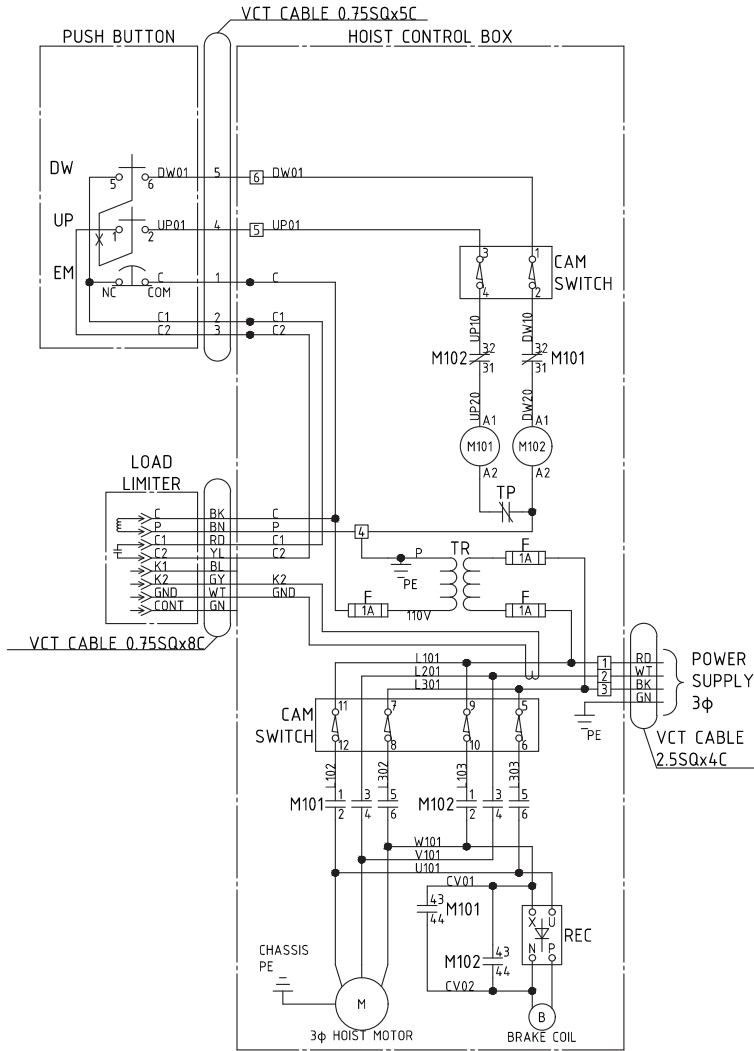 VCT CABLE 0.75SQx5C
PUSH BUTTON
HOIST CONTROL BOX
DW
5 6 DW01 5 6 DW01
UP
1 2 UP01 4 5 UP01
EM
NC COM C 1 C
C1 2 C1
C2 3 C2
3 1
CAM
SWITCH
4 2
UP10 DW10
M102 32 32 M101
31 31
UP20 DW20
A1 A1
M101 M102
A2 A2
TP
LOAD
LIMITER
C BK C
P BN P
C1 RD C1
C2 YL C2
K1 BL
K2 GY K2
GND WT GND
CONT GN
4
P TR F
1A
PE
F F
1A 110V 1A
VCT CABLE 0.75SQx8C
L101 1 RD
L201 2 WT
L301 3 BK
GN
POWER
SUPPLY
3ϕ
PE
VCT CABLE
2.5SQx4C
CAM
SWITCH
11 7 9 5
12 8 10 6
L102 L302 L103 L303
M101 1 3 5 M102 1 3 5
2 4 6 2 4 6
W101
V101
U101
CV01
43 M101
44
X U
REC
N P
M102 43
44
CV02
CHASSIS
PE
M
B
3ϕ HOIST MOTOR
BRAKE COIL